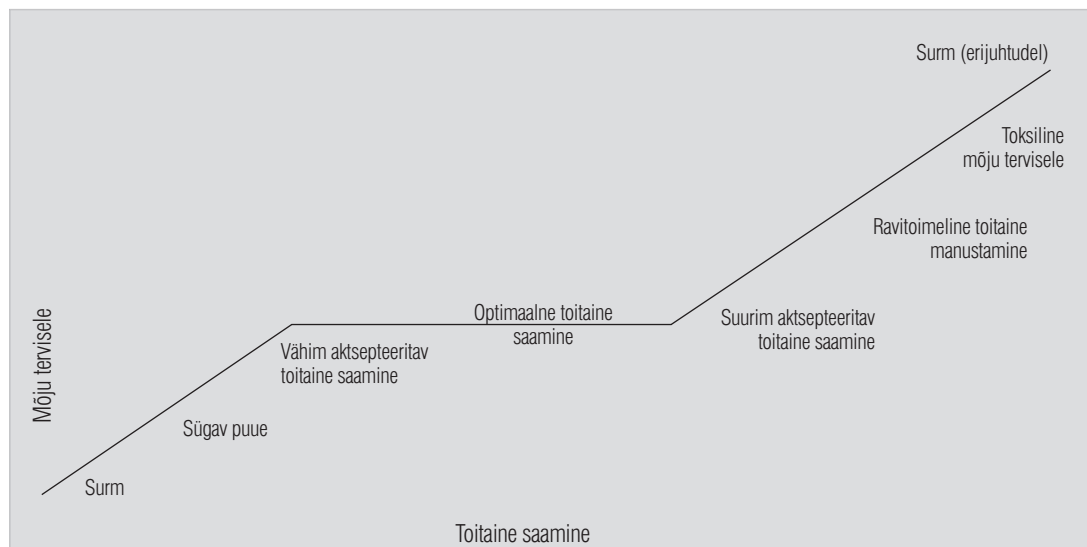 Surm (erijuhtudel)
Toksiline
mõju tervisele
Ravitoimeline toitaine
manustamine
Optimaalne toitaine
saamine
Suurim aktsepteeritav
toitaine saamine
Vähim aktsepteeritav
toitaine saamine
Mõju tervisele
Sügav puue
Surm
Toitaine saamine